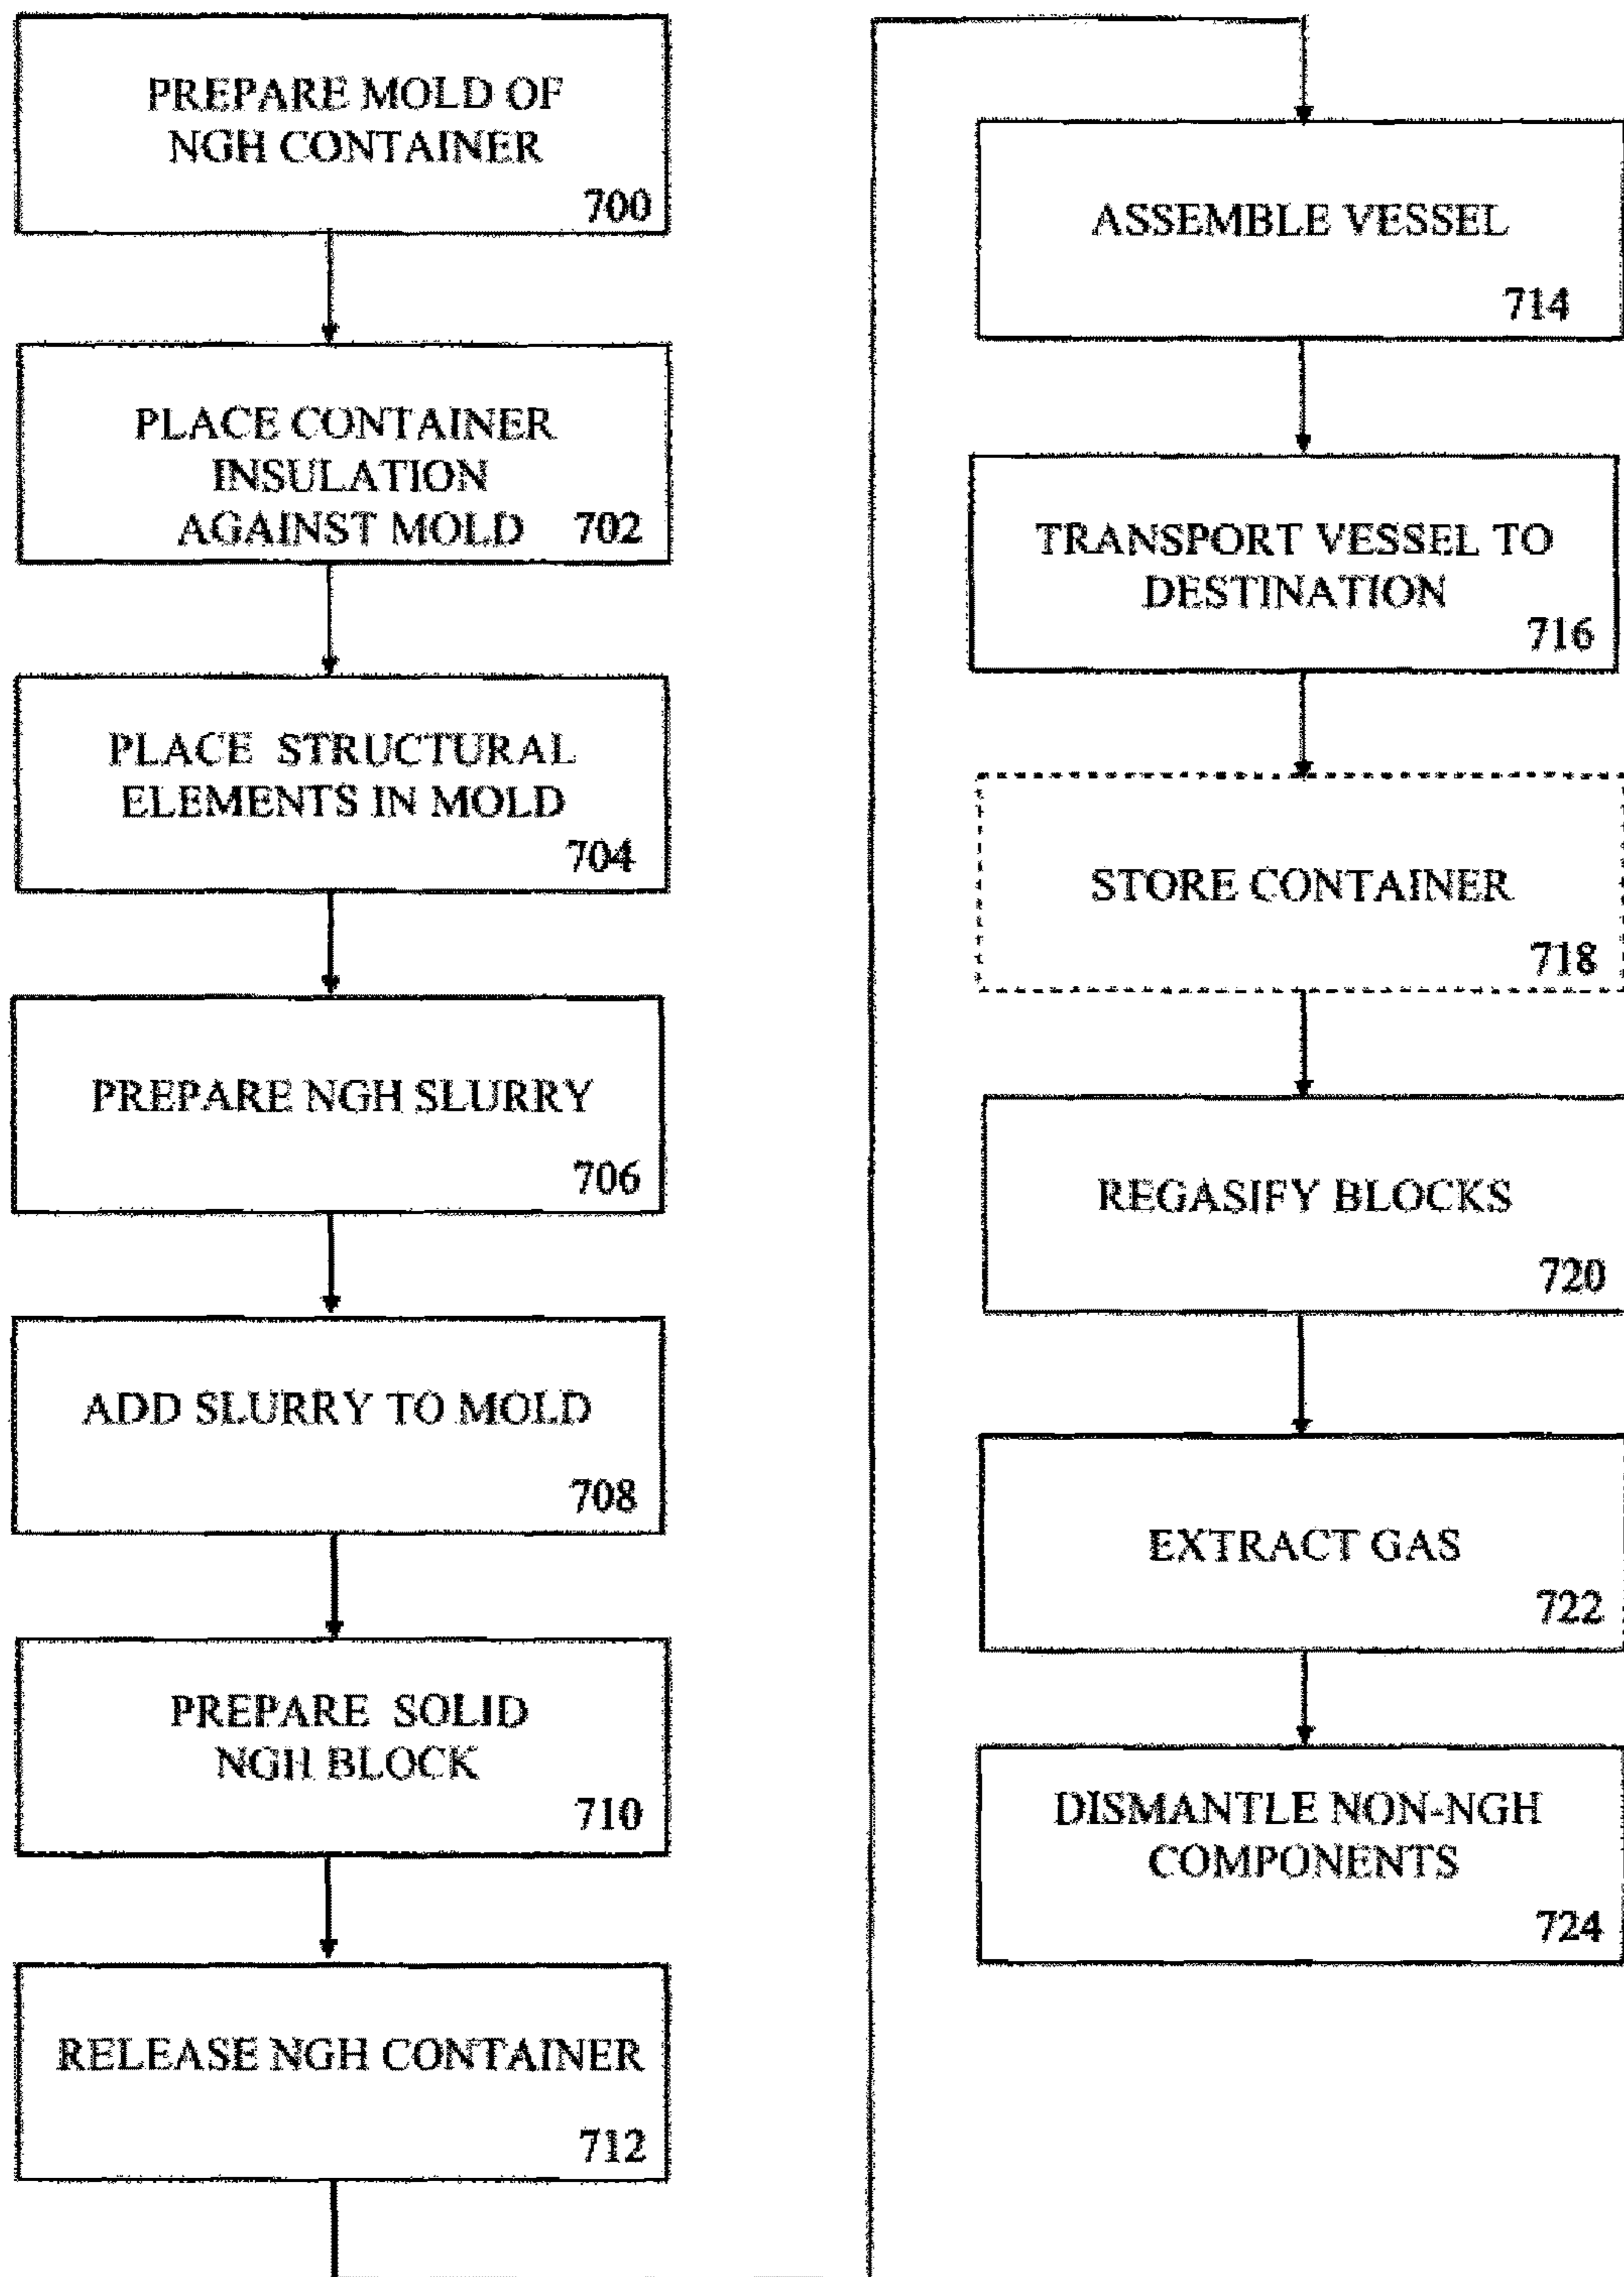 PREPARE MOLD OF
NGH CONTAINER
700
PLACE CONTAINER
INSULATION
AGAINST MOLD 702
PLACE STRUCTURAL
ELEMENTS IN MOLD
704
PREPARE NGH SLURRY
706
ADD SLURRY TO MOLD
708
PREPARE SOLID
NGH BLOCK
710
RELEASE NGH CONTAINER
712
ASSEMBLE VESSEL
714
TRANSPORT VESSEL TO
DESTINATION
716
STORE CONTAINER
718
REGASIFY BLOCKS
720
EXTRACT GAS
722
DISMANTLE NON-NGH
COMPONENTS
724